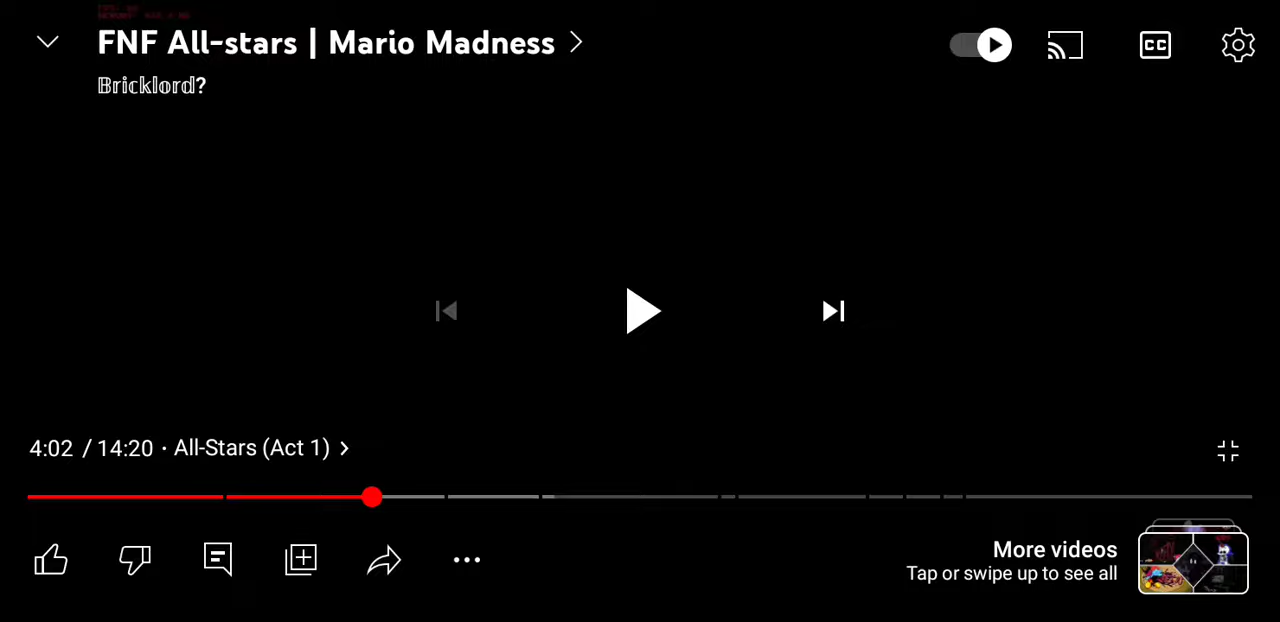 FNF All-stars | Mario Madness
𝔹𝕣𝕚𝕔𝕜𝕝𝕠𝕣𝕕?
CC
4:02 / 14:20 · All-Stars (Act 1)
More videos
Tap or swipe up to see all